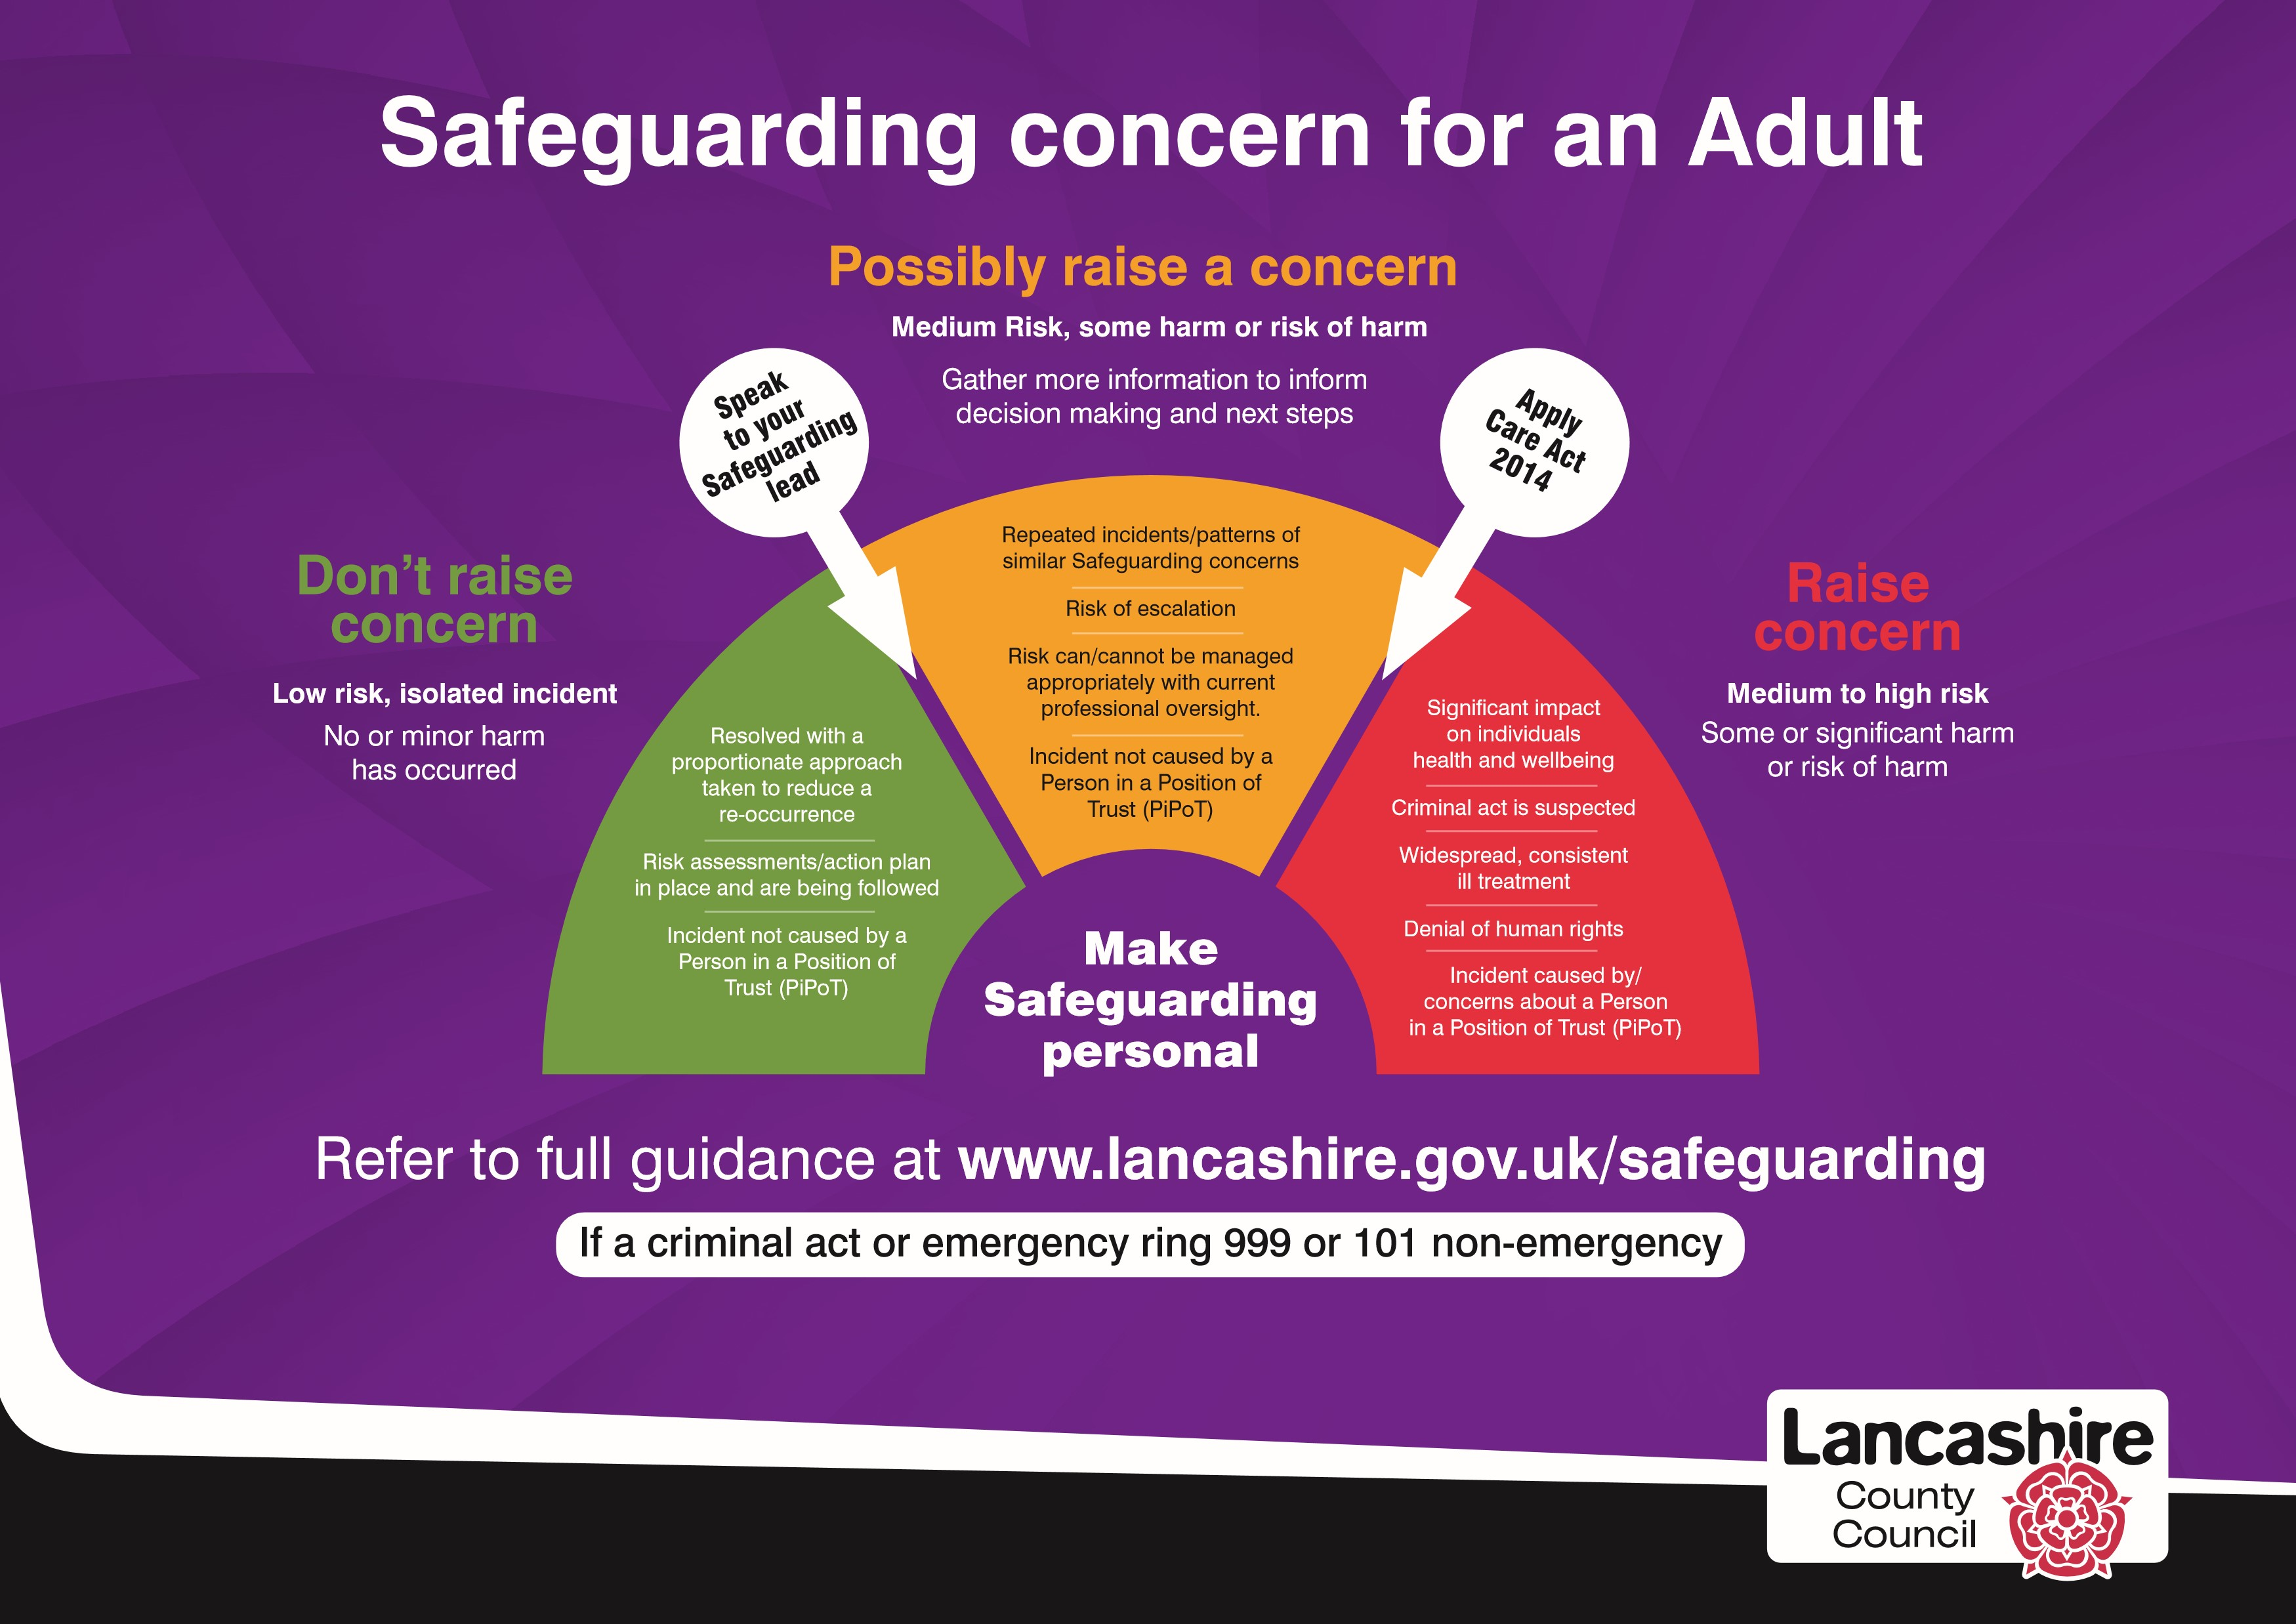 Safeguarding concern for an Adult
Possibly raise a concern
Medium Risk, some harm or risk of harm
Gather more information to inform
decision making and next steps
Speak
to your
Safeguarding
lead
Apply
Care Act
2014
Don’t raise
concern
Low risk, isolated incident
No or minor harm
has occurred
Resolved with a
proportionate approach
taken to reduce a
re-occurrence
Risk assessments/action plan
in place and are being followed
Incident not caused by a
Person in a Position of
Trust (PiPoT)
Repeated incidents/patterns of
similar Safeguarding concerns
Risk of escalation
Risk can/cannot be managed
appropriately with current
professional oversight.
Incident not caused by a
Person in a Position of
Trust (PiPoT)
Raise
concern
Medium to high risk
Some or significant harm
or risk of harm
Significant impact
on individuals
health and wellbeing
Criminal act is suspected
Widespread, consistent
ill treatment
Denial of human rights
Incident caused by/
concerns about a Person
in a Position of Trust (PiPoT)
Make
Safeguarding
personal
Refer to full guidance at www.lancashire.gov.uk/safeguarding
If a criminal act or emergency ring 999 or 101 non-emergency
Lancashire
County
Council